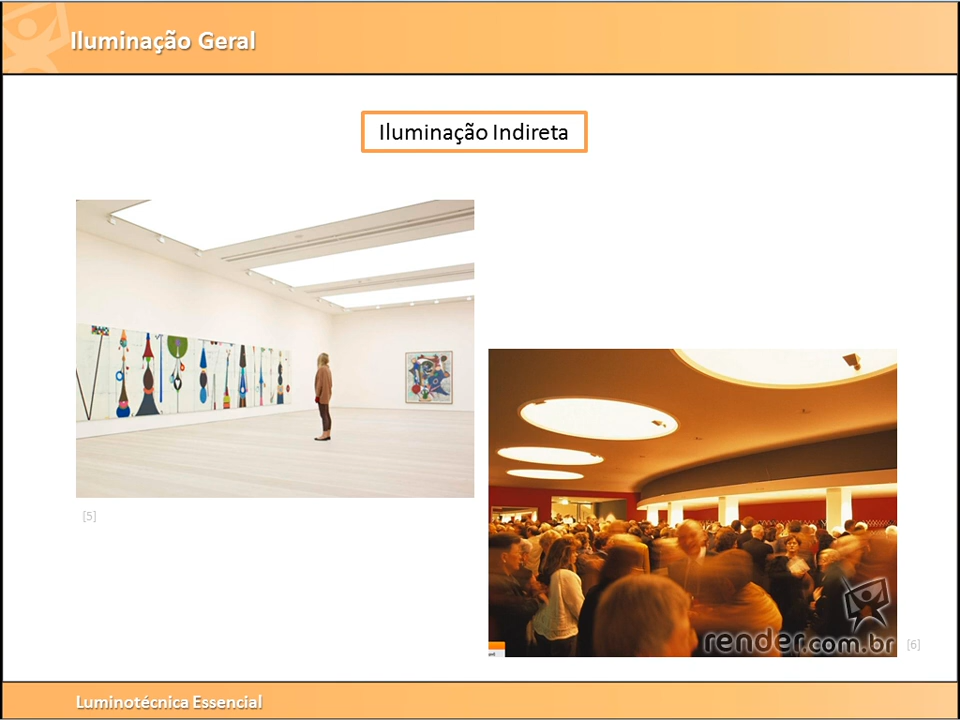 Iluminação Geral
Iluminação Indireta
[5]
render.com.br
[6]
Luminotécnica Essencial